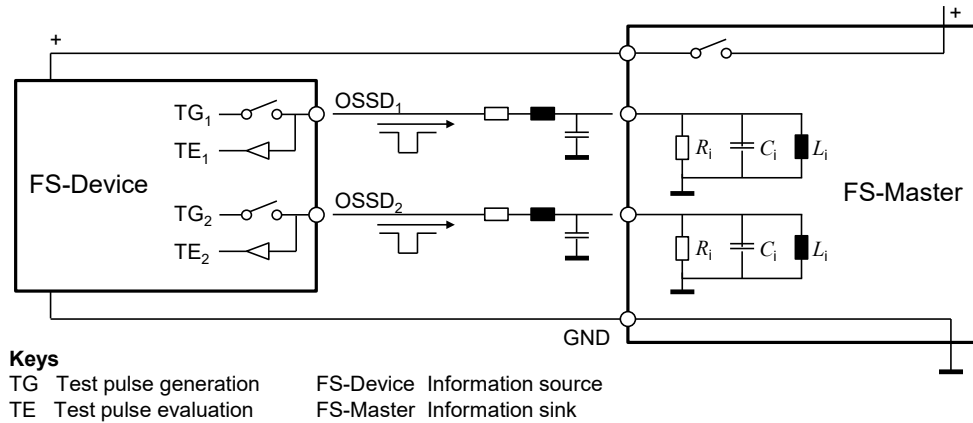 +
+
TG1
OSSD1
TE1
Ri
Ci
Li
FS-Device
FS-Master
TG2
OSSD2
TE2
Ri
Ci
Li
GND
Keys
TG Test pulse generation FS-Device Information source
TE Test pulse evaluation FS-Master Information sink